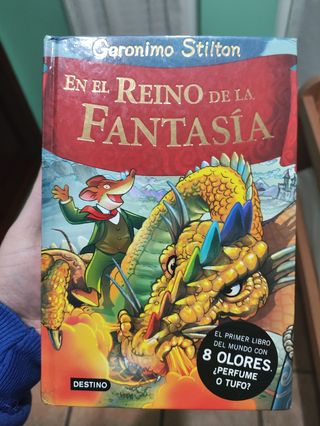 Geronimo Stilton
EN EL REINO DE LA
FANTASÍA
EL PRIMER LIBRO
DEL MUNDO CON
8 OLORES.
¿PERFUME
O TUFO?
DESTINO